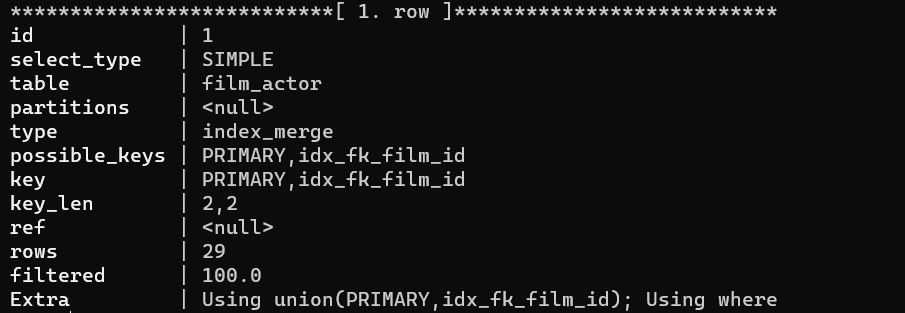 ***************************[ 1. row ]***************************
id            | 1
select_type   | SIMPLE
table         | film_actor
partitions    | <null>
type          | index_merge
possible_keys | PRIMARY,idx_fk_film_id
key           | PRIMARY,idx_fk_film_id
key_len       | 2,2
ref           | <null>
rows          | 29
filtered      | 100.0
Extra         | Using union(PRIMARY,idx_fk_film_id); Using where